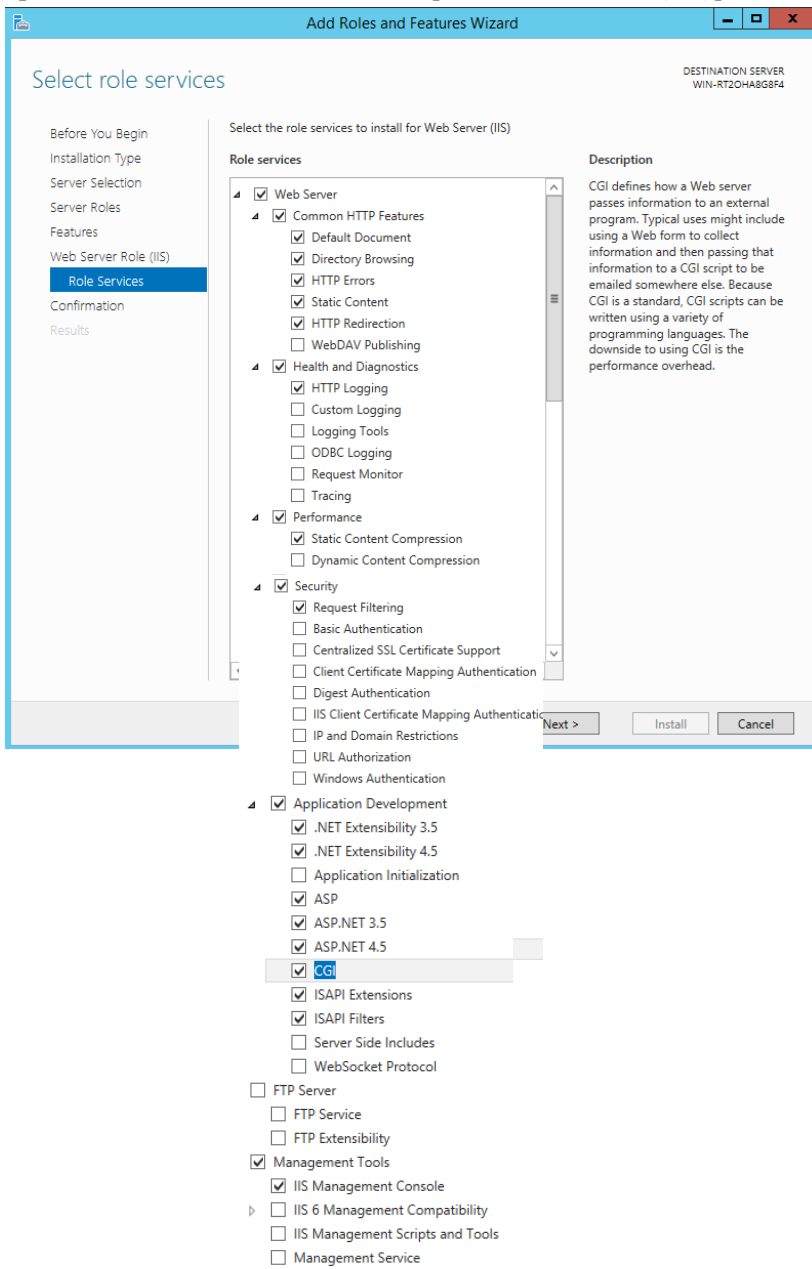 Add Roles and Features Wizard
Select role services
DESTINATION SERVER
WIN-RT2OHA8G8F4
Before You Begin
Installation Type
Server Selection
Server Roles
Features
Web Server Role (IIS)
Role Services
Confirmation
Results
Select the role services to install for Web Server (IIS)
Role services
Web Server
Common HTTP Features
Default Document
Directory Browsing
HTTP Errors
Static Content
HTTP Redirection
WebDAV Publishing
Health and Diagnostics
HTTP Logging
Custom Logging
Logging Tools
ODBC Logging
Request Monitor
Tracing
Performance
Static Content Compression
Dynamic Content Compression
Security
Request Filtering
Basic Authentication
Centralized SSL Certificate Support
Client Certificate Mapping Authentication
Digest Authentication
IIS Client Certificate Mapping Authenticatic
IP and Domain Restrictions
URL Authorization
Windows Authentication
Application Development
.NET Extensibility 3.5
.NET Extensibility 4.5
Application Initialization
ASP
ASP.NET 3.5
ASP.NET 4.5
CGI
ISAPI Extensions
ISAPI Filters
Server Side Includes
WebSocket Protocol
FTP Server
FTP Service
FTP Extensibility
Management Tools
IIS Management Console
IIS 6 Management Compatibility
IIS Management Scripts and Tools
Management Service
Description
CGI defines how a Web server
passes information to an external
program. Typical uses might include
using a Web form to collect
information and then passing that
information to a CGI script to be
emailed somewhere else. Because
CGI is a standard, CGI scripts can be
written using a variety of
programming languages. The
downside to using CGI is the
performance overhead.
Next >
Install
Cancel